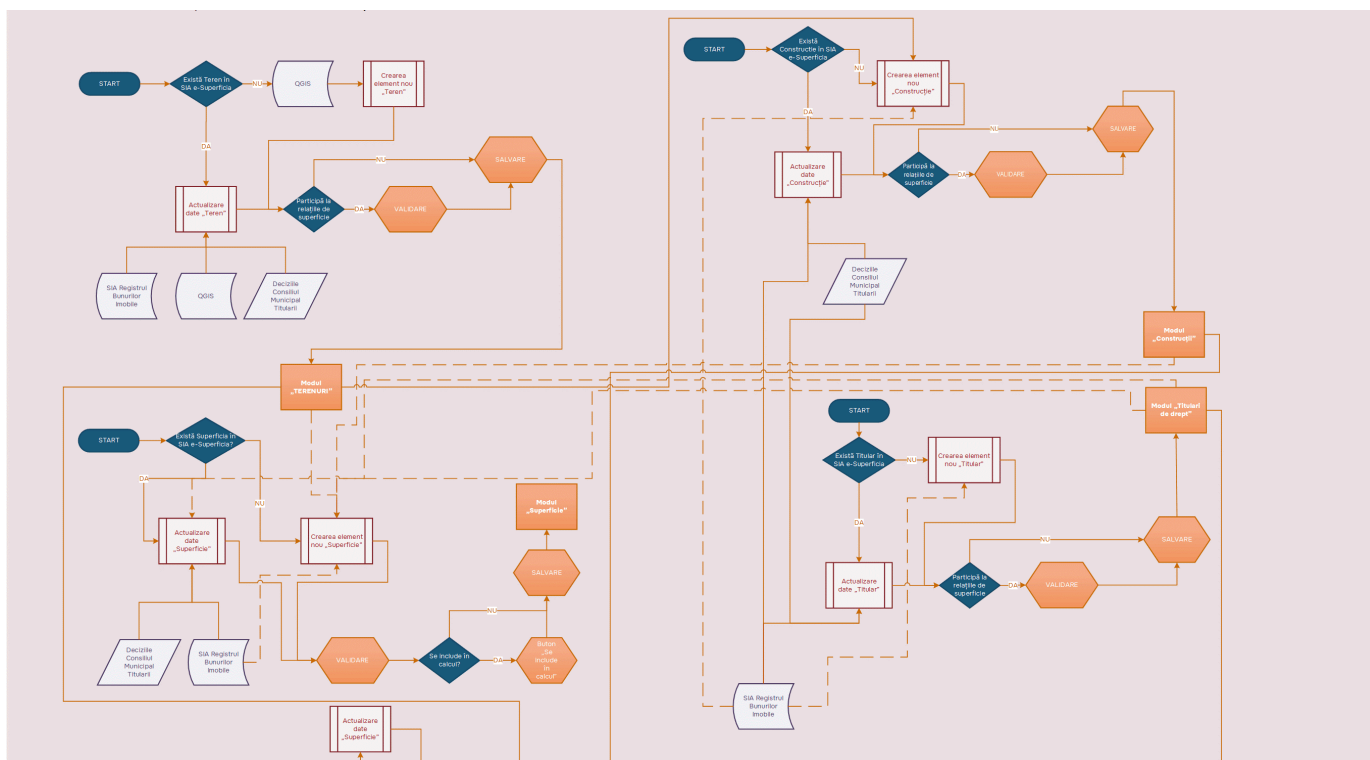 START
Există Teren în
SIA e-Superficia
NU
QGIS
Crearea
element nou
„Teren”
DA
Actualizare
date „Teren”
Participă la
relațiile de
superficie
NU
DA
VALIDARE
SALVARE
SIA Registrul
Bunurilor
Imobile
QGIS
Deciziile
Consiliul
Municipal
Titularii
Modul
„TERENURI”
START
Există
Constructie în SIA
e-Superficia
NU
Crearea element
nou
„Construcție”
DA
Actualizare
date
„Construcție”
Participă la
relațiile de
superficie
NU
DA
VALIDARE
SALVARE
Deciziile
Consiliul
Municipal
Titularii
Modul
„Construcții”
START
Există Superficia în
SIA e-Superficia?
DA
NU
Actualizare
date
„Superficie”
Crearea element
nou „Superficie”
Deciziile
Consiliul
Municipal
Titularii
SIA Registrul
Bunurilor
Imobile
VALIDARE
Se include în
calcul?
NU
DA
Buton
„Se
include
în
calcul”
SALVARE
Modul
„Superficie”
Actualizare
date
„Superficie”
START
Există Titular în
SIA e-Superficia
NU
Crearea element
nou „Titular”
DA
Actualizare
date „Titular”
Participă la
relațiile de
superficie
NU
DA
VALIDARE
SALVARE
Modul „Titulari
de drept”
SIA Registrul
Bunurilor
Imobile